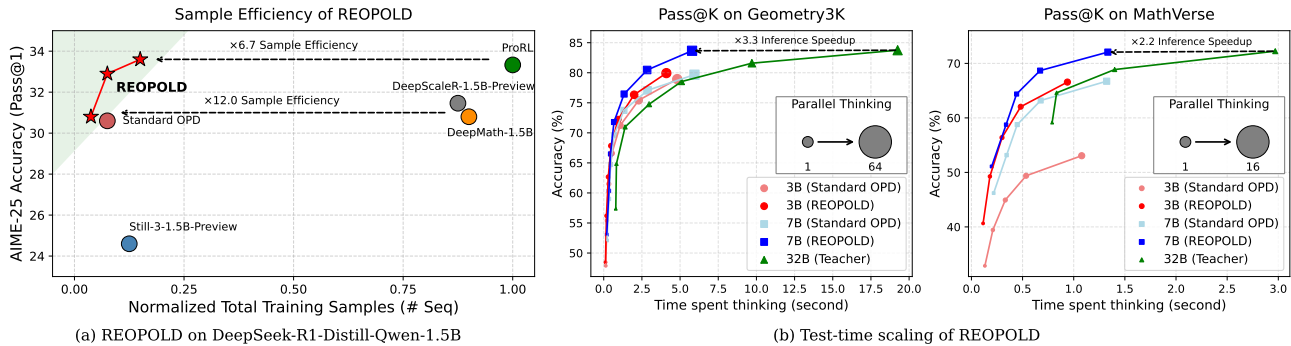 Sample Efficiency of REOPOLD
AIME-25 Accuracy (Pass@1)
34
32
30
28
26
24
×6.7 Sample Efficiency
ProRL
REOPOLD
DeepScaleR-1.5B-Preview
×12.0 Sample Efficiency
Standard OPD
DeepMath-1.5B
Still-3-1.5B-Preview
0.00
0.25
0.50
0.75
1.00
Normalized Total Training Samples (# Seq)
(a) REOPOLD on DeepSeek-R1-Distill-Qwen-1.5B
Pass@K on Geometry3K
Accuracy (%)
85
80
75
70
65
60
55
50
×3.3 Inference Speedup
Parallel Thinking
1
64
3B (Standard OPD)
3B (REOPOLD)
7B (Standard OPD)
7B (REOPOLD)
32B (Teacher)
0.0
2.5
5.0
7.5
10.0
12.5
15.0
17.5
20.0
Time spent thinking (second)
Pass@K on MathVerse
Accuracy (%)
70
60
50
40
×2.2 Inference Speedup
Parallel Thinking
1
16
3B (Standard OPD)
3B (REOPOLD)
7B (Standard OPD)
7B (REOPOLD)
32B (Teacher)
0.0
0.5
1.0
1.5
2.0
2.5
3.0
Time spent thinking (second)
(b) Test-time scaling of REOPOLD